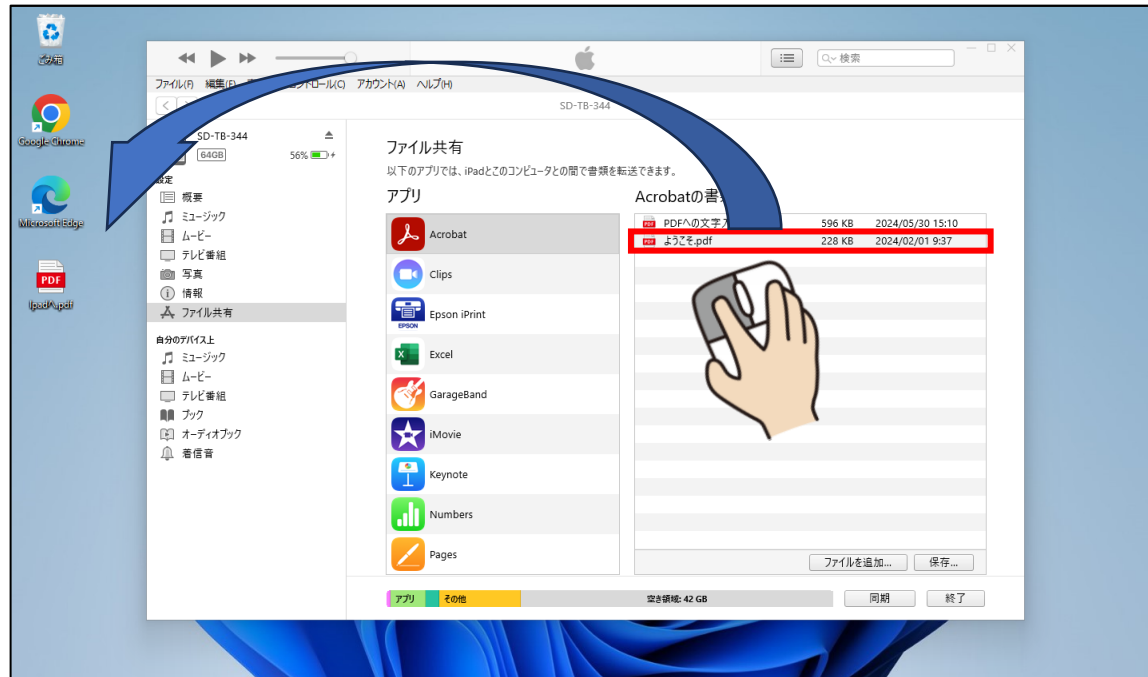 ごみ箱
Google Chrome
Microsoft Edge
PDF
検索
ファイル(F) 編集(E) コントロール(C) アカウント(A) ヘルプ(H)
SD-TB-344
SD-TB-344
64GB 56%
設定
概要
ミュージック
ムービー
テレビ番組
写真
情報
ファイル共有
自分のデバイス上
ミュージック
ムービー
テレビ番組
ブック
オーディオブック
着信音
ファイル共有
以下のアプリでは、iPadとこのコンピュータとの間で書類を転送できます。
アプリ
Acrobat
Clips
EPSON
Epson iPrint
Excel
GarageBand
iMovie
Keynote
Numbers
Pages
Acrobatの書
PDF PDFへの文字 596 KB 2024/05/30 15:10
PDF ようこそ.pdf 228 KB 2024/02/01 9:37
ファイルを追加... 保存...
アプリ その他 空き領域: 42 GB 同期 終了